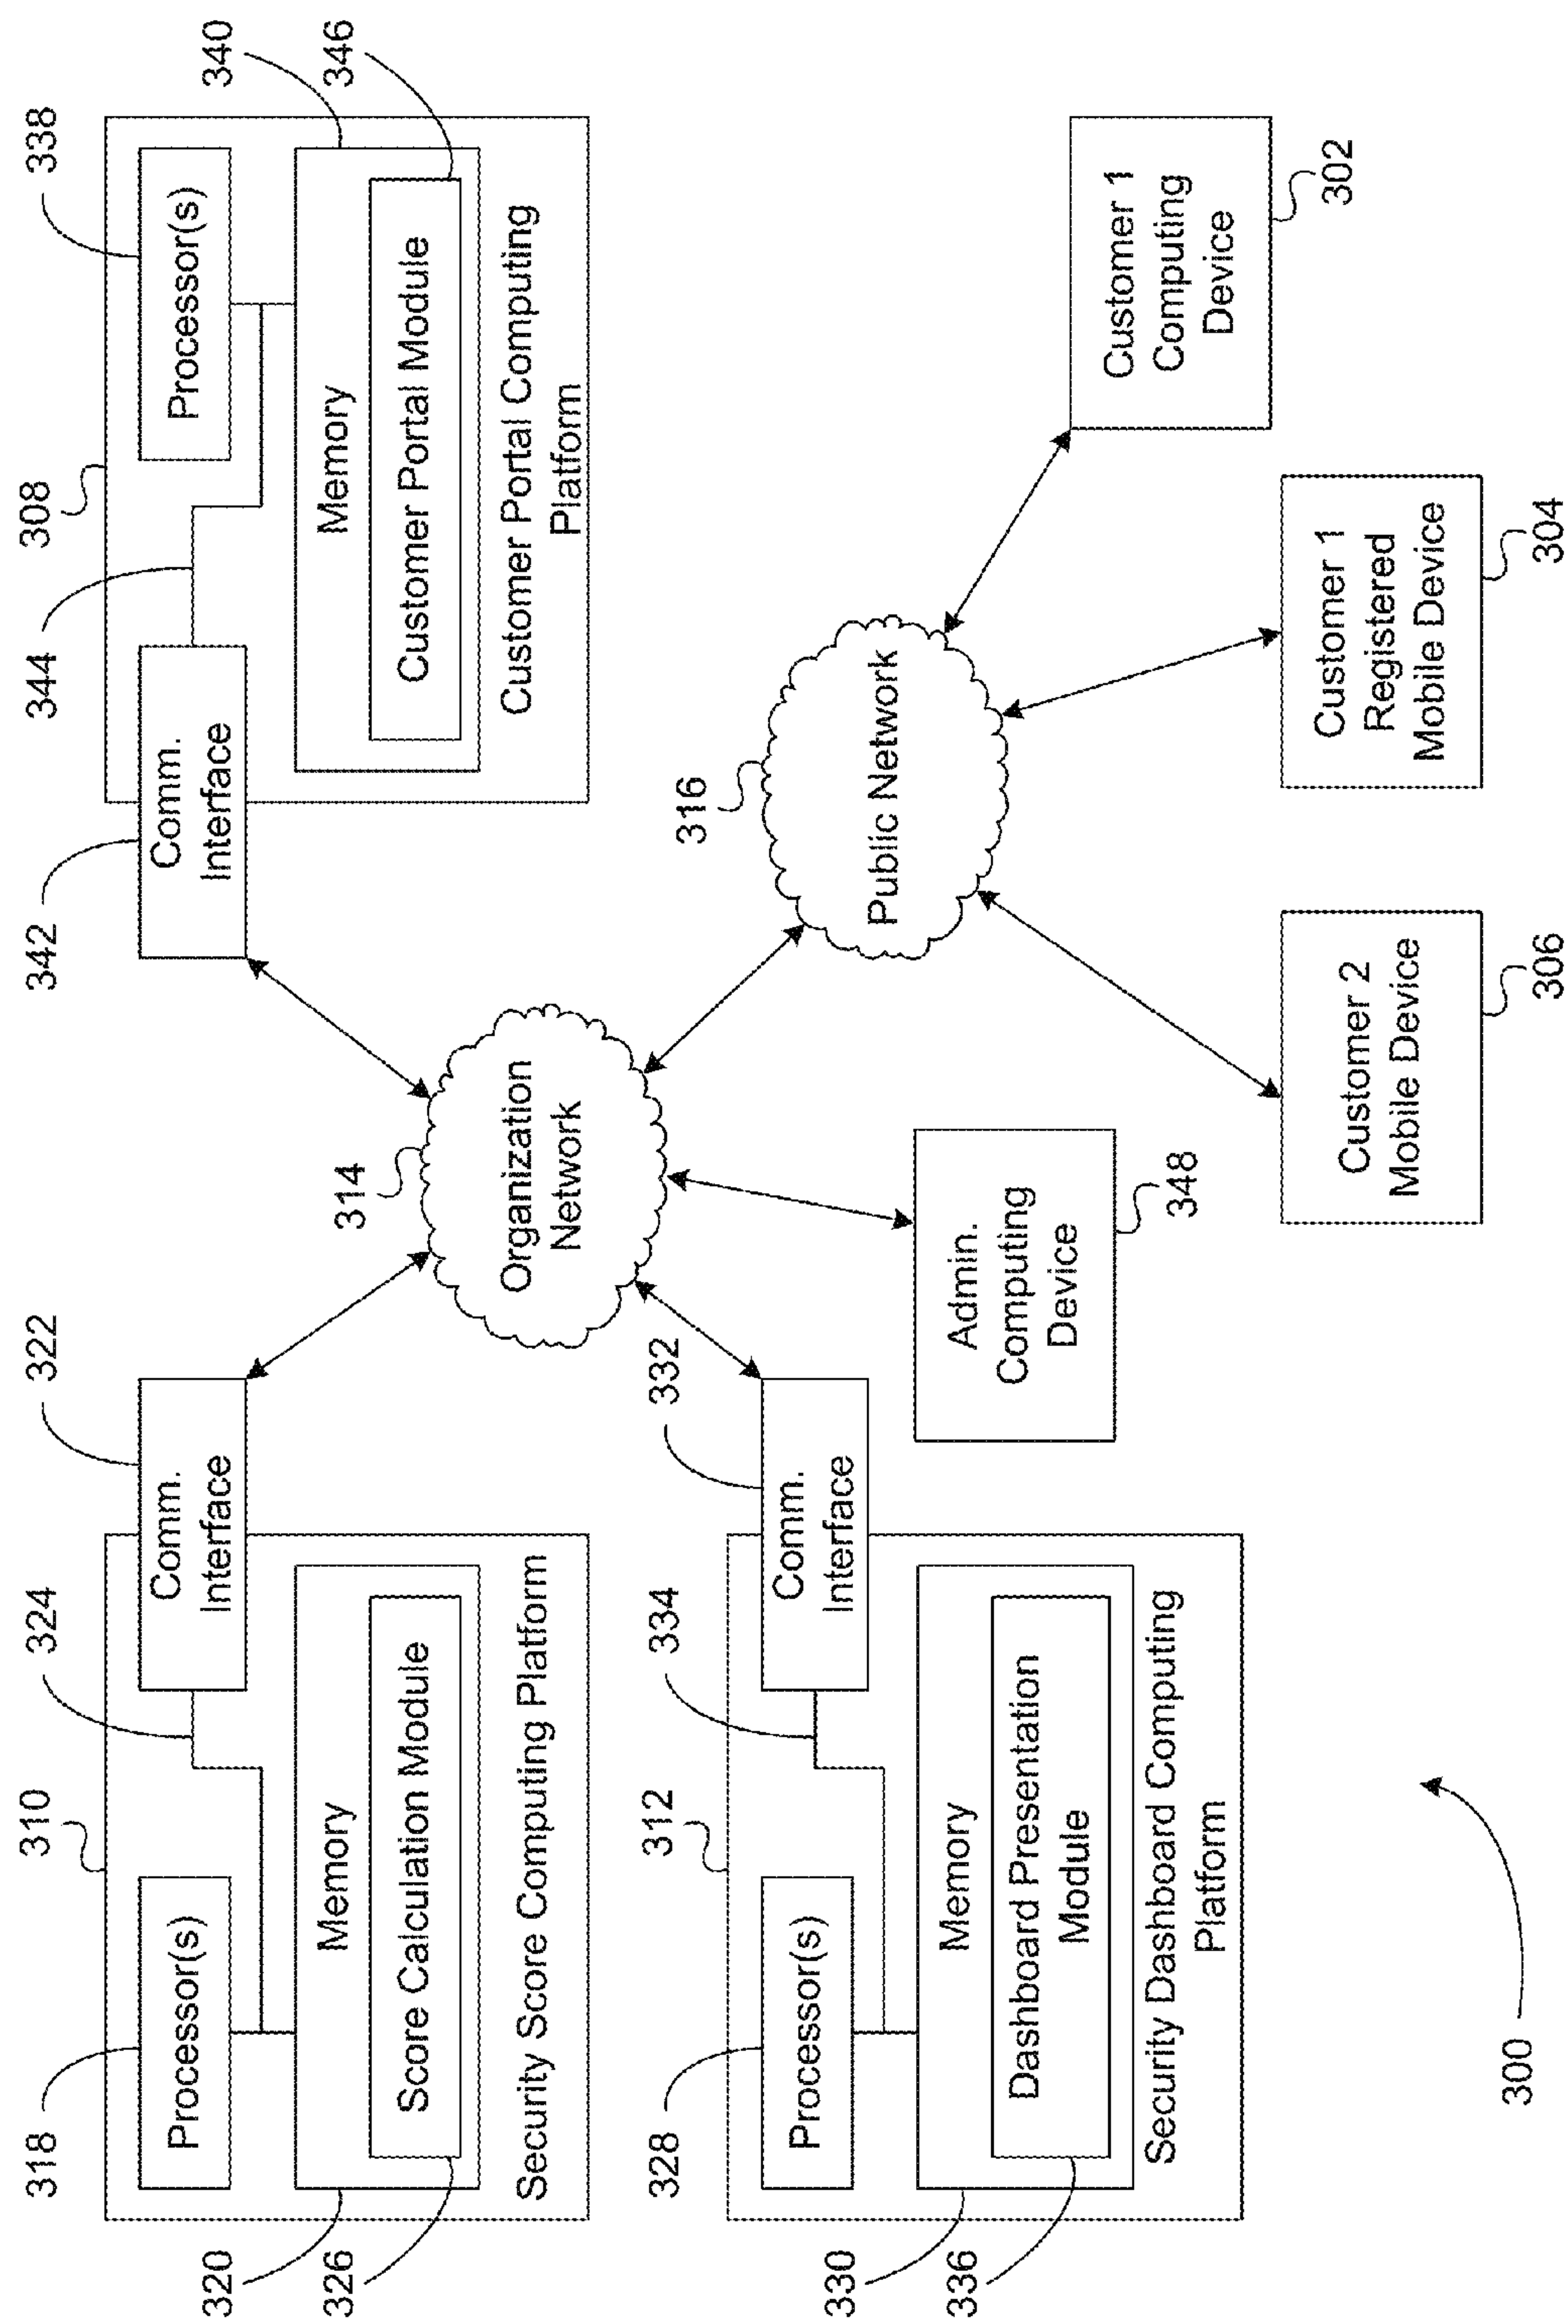 310
318
Processor(s)
324
322
Comm.
Interface
320
Memory
326
Score Calculation Module
Security Score Computing Platform
342
Comm.
Interface
344
308
338
Processor(s)
340
Memory
346
Customer Portal Module
Customer Portal Computing
Platform
314
Organization
Network
312
328
Processor(s)
334
332
Comm.
Interface
330
Memory
336
Dashboard Presentation
Module
Security Dashboard Computing
Platform
316
Public Network
Admin.
Computing
Device
348
Customer 1
Computing
Device
302
Customer 2
Mobile Device
306
Customer 1
Registered
Mobile Device
304
300